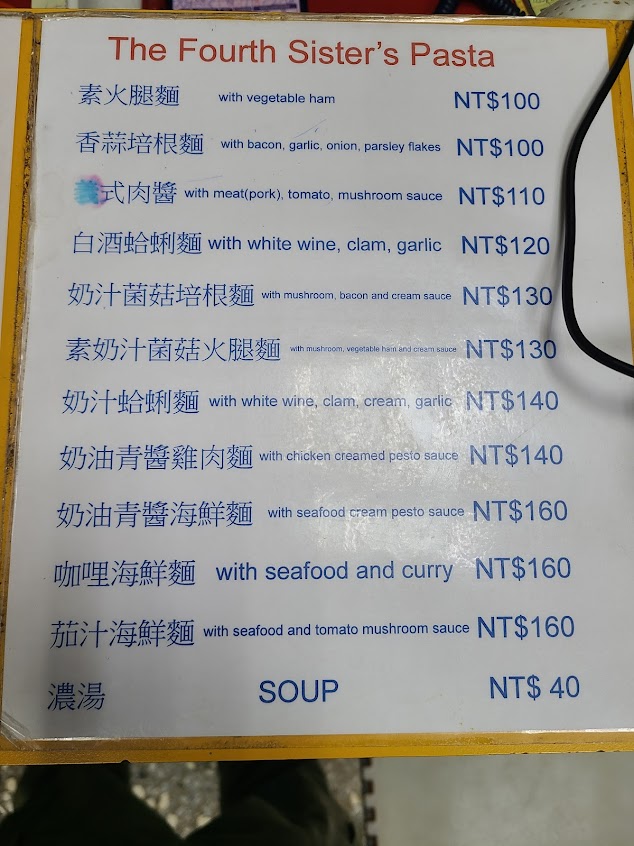 The Fourth Sister's Pasta
素火腿麵 with vegetable ham NT$100
香蒜培根麵 with bacon, garlic, onion, parsley flakes NT$100
義式肉醬 with meat(pork), tomato, mushroom sauce NT$110
白酒蛤蜊麵 with white wine, clam, garlic NT$120
奶汁菌菇培根麵 with mushroom, bacon and cream sauce NT$130
素奶汁菌菇火腿麵 with mushroom, vegetable ham and cream sauce NT$130
奶汁蛤蜊麵 with white wine, clam, cream, garlic NT$140
奶油青醬雞肉麵 with chicken creamed pesto sauce NT$140
奶油青醬海鮮麵 with seafood cream pesto sauce NT$160
咖哩海鮮麵 with seafood and curry NT$160
茄汁海鮮麵 with seafood and tomato mushroom sauce NT$160
濃湯 SOUP NT$ 40